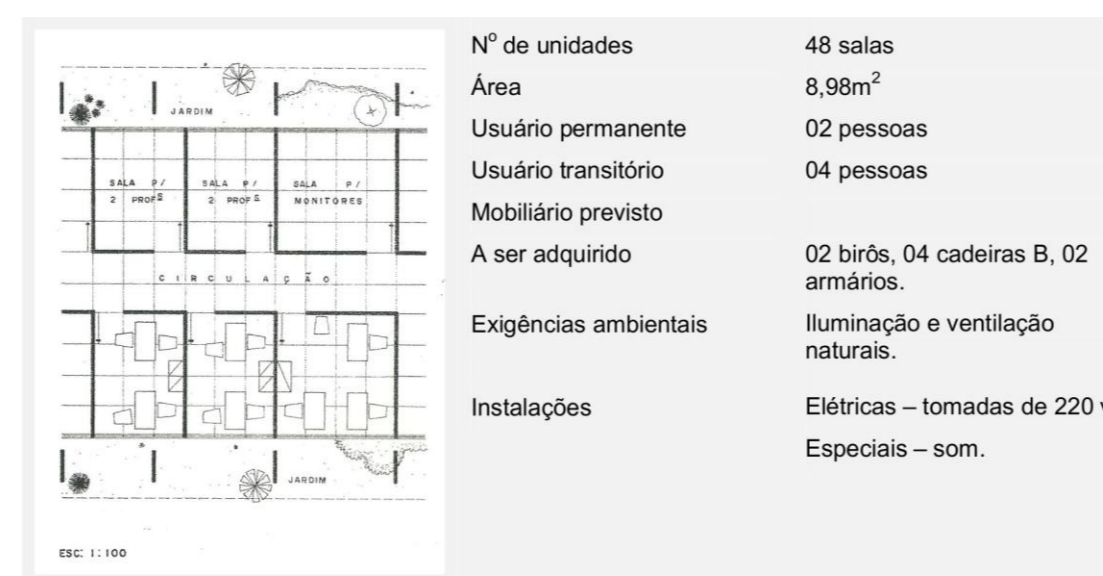 JARDIM
SALA P/ SALA P/ SALA P/
2 PROFS 2 PROFS MONITORES
CIRCULAÇÃO
JARDIM
ESC: 1:100
Nº de unidades 48 salas
Área 8,98m²
Usuário permanente 02 pessoas
Usuário transitório 04 pessoas
Mobiliário previsto
A ser adquirido 02 birôs, 04 cadeiras B, 02
armários.
Exigências ambientais Iluminação e ventilação
naturais.
Instalações Elétricas – tomadas de 220 v
Especiais – som.